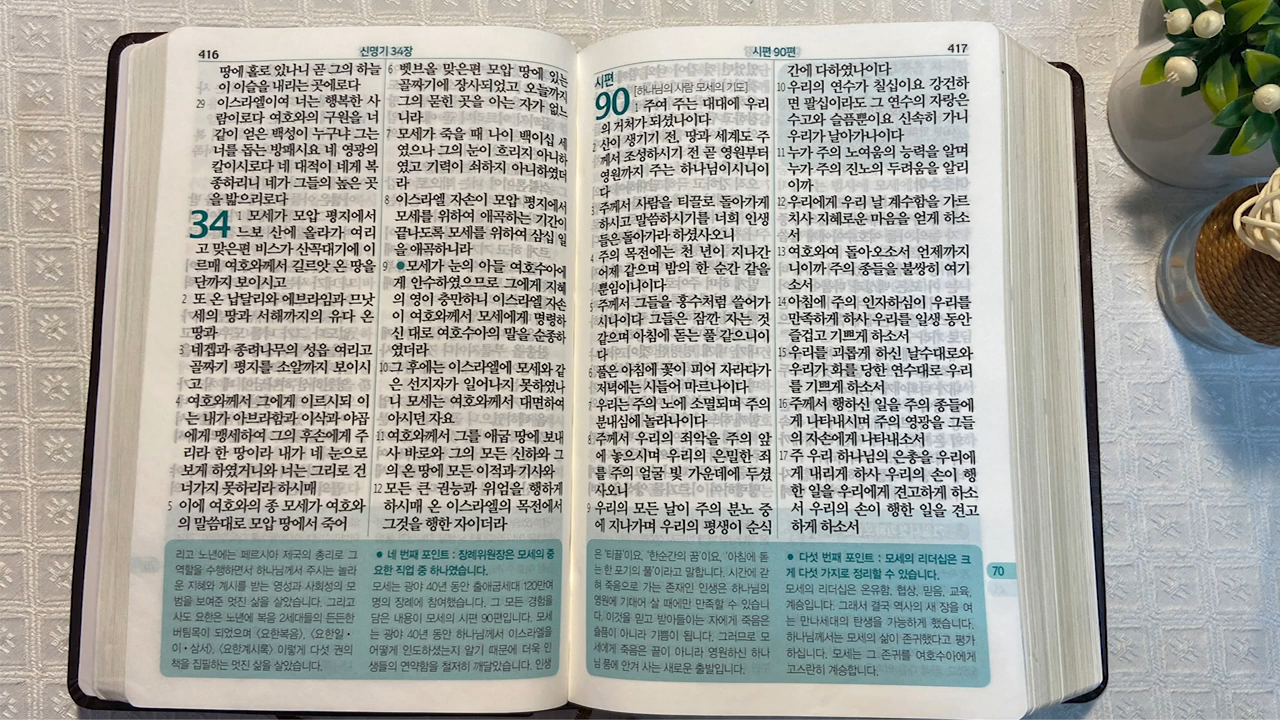 416
신명기 34장
땅에 홀로 있나니 곧 그의 하늘
이 이슬을 내리는 곳에로다
29 이스라엘이여 너는 행복한 사
람이로다 여호와의 구원을 너
같이 얻은 백성이 누구냐 그는
너를 돕는 방패시요 네 영광의
칼이시로다 네 대적이 네게 복
종하리니 네가 그들의 높은 곳
을 밟으리로다
34 1 모세가 모압 평지에서
느보 산에 올라가 여리
고 맞은편 비스가 산꼭대기에 이
르매 여호와께서 길르앗 온 땅을
단까지 보이시고
2 또 온 납달리와 에브라임과 므낫
세의 땅과 서해까지의 유다 온
땅과
3 네겝과 종려나무의 성읍 여리고
골짜기 평지를 소알까지 보이시
고
4 여호와께서 그에게 이르시되 이
는 내가 아브라함과 이삭과 야곱
에게 맹세하여 그의 후손에게 주
리라 한 땅이라 내가 네 눈으로
보게 하였거니와 너는 그리로 건
너가지 못하리라 하시매
5 이에 여호와의 종 모세가 여호와
의 말씀대로 모압 땅에서 죽어
6 벳브올 맞은편 모압 땅에 있는
골짜기에 장사되었고 오늘까지
그의 묻힌 곳을 아는 자가 없느
니라
7 모세가 죽을 때 나이 백이십 세
였으나 그의 눈이 흐리지 아니하
였고 기력이 쇠하지 아니하였더
라
8 이스라엘 자손이 모압 평지에서
모세를 위하여 애곡하는 기간이
끝나도록 모세를 위하여 삼십 일
을 애곡하니라
9 ●모세가 눈의 아들 여호수아에
게 안수하였으므로 그에게 지혜
의 영이 충만하니 이스라엘 자손
이 여호와께서 모세에게 명령하
신 대로 여호수아의 말을 순종하
였더라
10 그 후에는 이스라엘에 모세와 같
은 선지자가 일어나지 못하였나
니 모세는 여호와께서 대면하여
아시던 자요
11 여호와께서 그를 애굽 땅에 보내
사 바로와 그의 모든 신하와 그
의 온 땅에 모든 이적과 기사와
12 모든 큰 권능과 위엄을 행하게
하시매 온 이스라엘의 목전에서
그것을 행한 자이더라
리고 노년에는 페르시아 제국의 총리로 그
역할을 수행하면서 하나님께서 주시는 놀라
운 지혜와 계시를 받는 영성과 사회성의 모
범을 보여준 멋진 삶을 살았습니다. 그리고
사도 요한은 노년에 복음 2세대들의 든든한
버팀목이 되었으며 〈요한복음〉, 〈요한일·
이·삼서〉, 〈요한계시록〉 이렇게 다섯 권의
책을 집필하는 멋진 삶을 살았습니다.
● 네 번째 포인트 : 장례위원장은 모세의 중
요한 직업 중 하나였습니다.
모세는 광야 40년 동안 출애굽세대 120만여
명의 장례에 참여했습니다. 그 모든 경험을
담은 내용이 모세의 시편 90편입니다. 모세
는 광야 40년 동안 하나님께서 이스라엘을
어떻게 인도하셨는지 알기 때문에 더욱 인
생들의 연약함을 철저히 깨달았습니다. 인생
시편 90편
417
시편
90 [하나님의 사람 모세의 기도]
1 주여 주는 대대에 우리
의 거처가 되셨나이다
2 산이 생기기 전, 땅과 세계도 주
께서 조성하시기 전 곧 영원부터
영원까지 주는 하나님이시니이
다
3 주께서 사람을 티끌로 돌아가게
하시고 말씀하시기를 너희 인생
들은 돌아가라 하셨사오니
4 주의 목전에는 천 년이 지나간
어제 같으며 밤의 한 순간 같을
뿐임이니이다
5 주께서 그들을 홍수처럼 쓸어가
시나이다 그들은 잠깐 자는 것
같으며 아침에 돋는 풀 같으니이
다
6 풀은 아침에 꽃이 피어 자라다가
저녁에는 시들어 마르나이다
7 우리는 주의 노에 소멸되며 주의
분내심에 놀라나이다
8 주께서 우리의 죄악을 주의 앞
에 놓으시며 우리의 은밀한 죄
를 주의 얼굴 빛 가운데에 두셨
사오니
9 우리의 모든 날이 주의 분노 중
에 지나가며 우리의 평생이 순식
간에 다하였나이다
10 우리의 연수가 칠십이요 강건하
면 팔십이라도 그 연수의 자랑은
수고와 슬픔뿐이요 신속히 가니
우리가 날아가나이다
11 누가 주의 노여움의 능력을 알며
누가 주의 진노의 두려움을 알리
이까
12 우리에게 우리 날 계수함을 가르
치사 지혜로운 마음을 얻게 하소
서
13 여호와여 돌아오소서 언제까지
니이까 주의 종들을 불쌍히 여기
소서
14 아침에 주의 인자하심이 우리를
만족하게 하사 우리를 일생 동안
즐겁고 기쁘게 하소서
15 우리를 괴롭게 하신 날수대로와
우리가 화를 당한 연수대로 우리
를 기쁘게 하소서
16 주께서 행하신 일을 주의 종들에
게 나타내시며 주의 영광을 그들
의 자손에게 나타내소서
17 주 우리 하나님의 은총을 우리에
게 내리게 하사 우리의 손이 행
한 일을 우리에게 견고하게 하소
서 우리의 손이 행한 일을 견고
하게 하소서
은 '티끌'이요, '한순간의 꿈'이요, '아침에 돋
는 한 포기의 풀'이라고 말합니다. 시간에 갇
혀 죽음으로 가는 존재인 인생은 하나님의
영원에 기대어 살 때에만 만족할 수 있습니
다. 이것을 믿고 받아들이는 자에게 죽음은
슬픔이 아니라 기쁨이 됩니다. 그러므로 모
세에게 죽음은 끝이 아니라 영원하신 하나
님 품에 안겨 사는 새로운 출발입니다.
● 다섯 번째 포인트 : 모세의 리더십은 크
게 다섯 가지로 정리할 수 있습니다.
모세의 리더십은 온유함, 협상, 믿음, 교육,
계승입니다. 그래서 결국 역사의 새 장을 여
는 만나세대의 탄생을 가능하게 했습니다.
하나님께서는 모세의 삶이 존귀했다고 평가
하십니다. 모세는 그 존귀를 여호수아에게
고스란히 계승합니다.
70